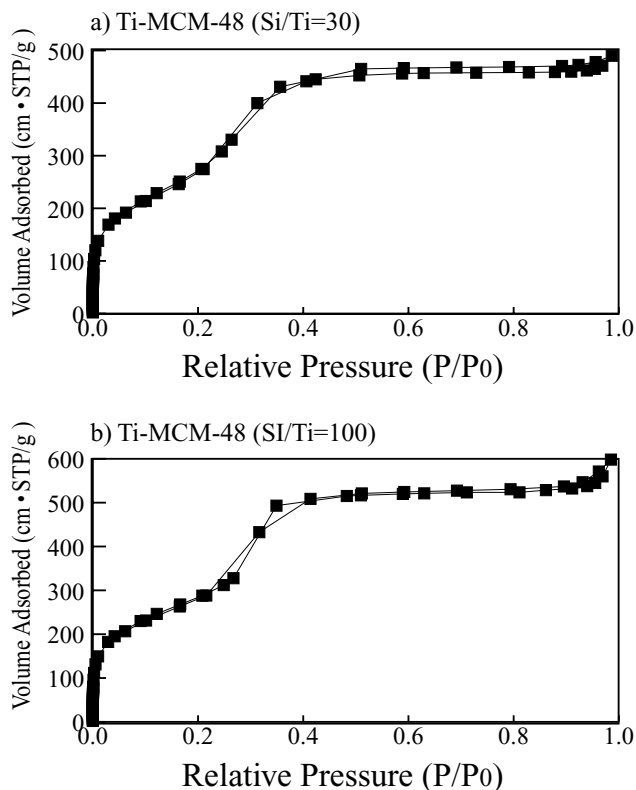 a) Ti-MCM-48 (Si/Ti=30)
Volume Adsorbed (cm • STP/g)
500
400
300
200
100
0
0.0 0.2 0.4 0.6 0.8 1.0
Relative Pressure (P/P0)
b) Ti-MCM-48 (SI/Ti=100)
Volume Adsorbed (cm • STP/g)
600
500
400
300
200
100
0
0.0 0.2 0.4 0.6 0.8 1.0
Relative Pressure (P/P0)